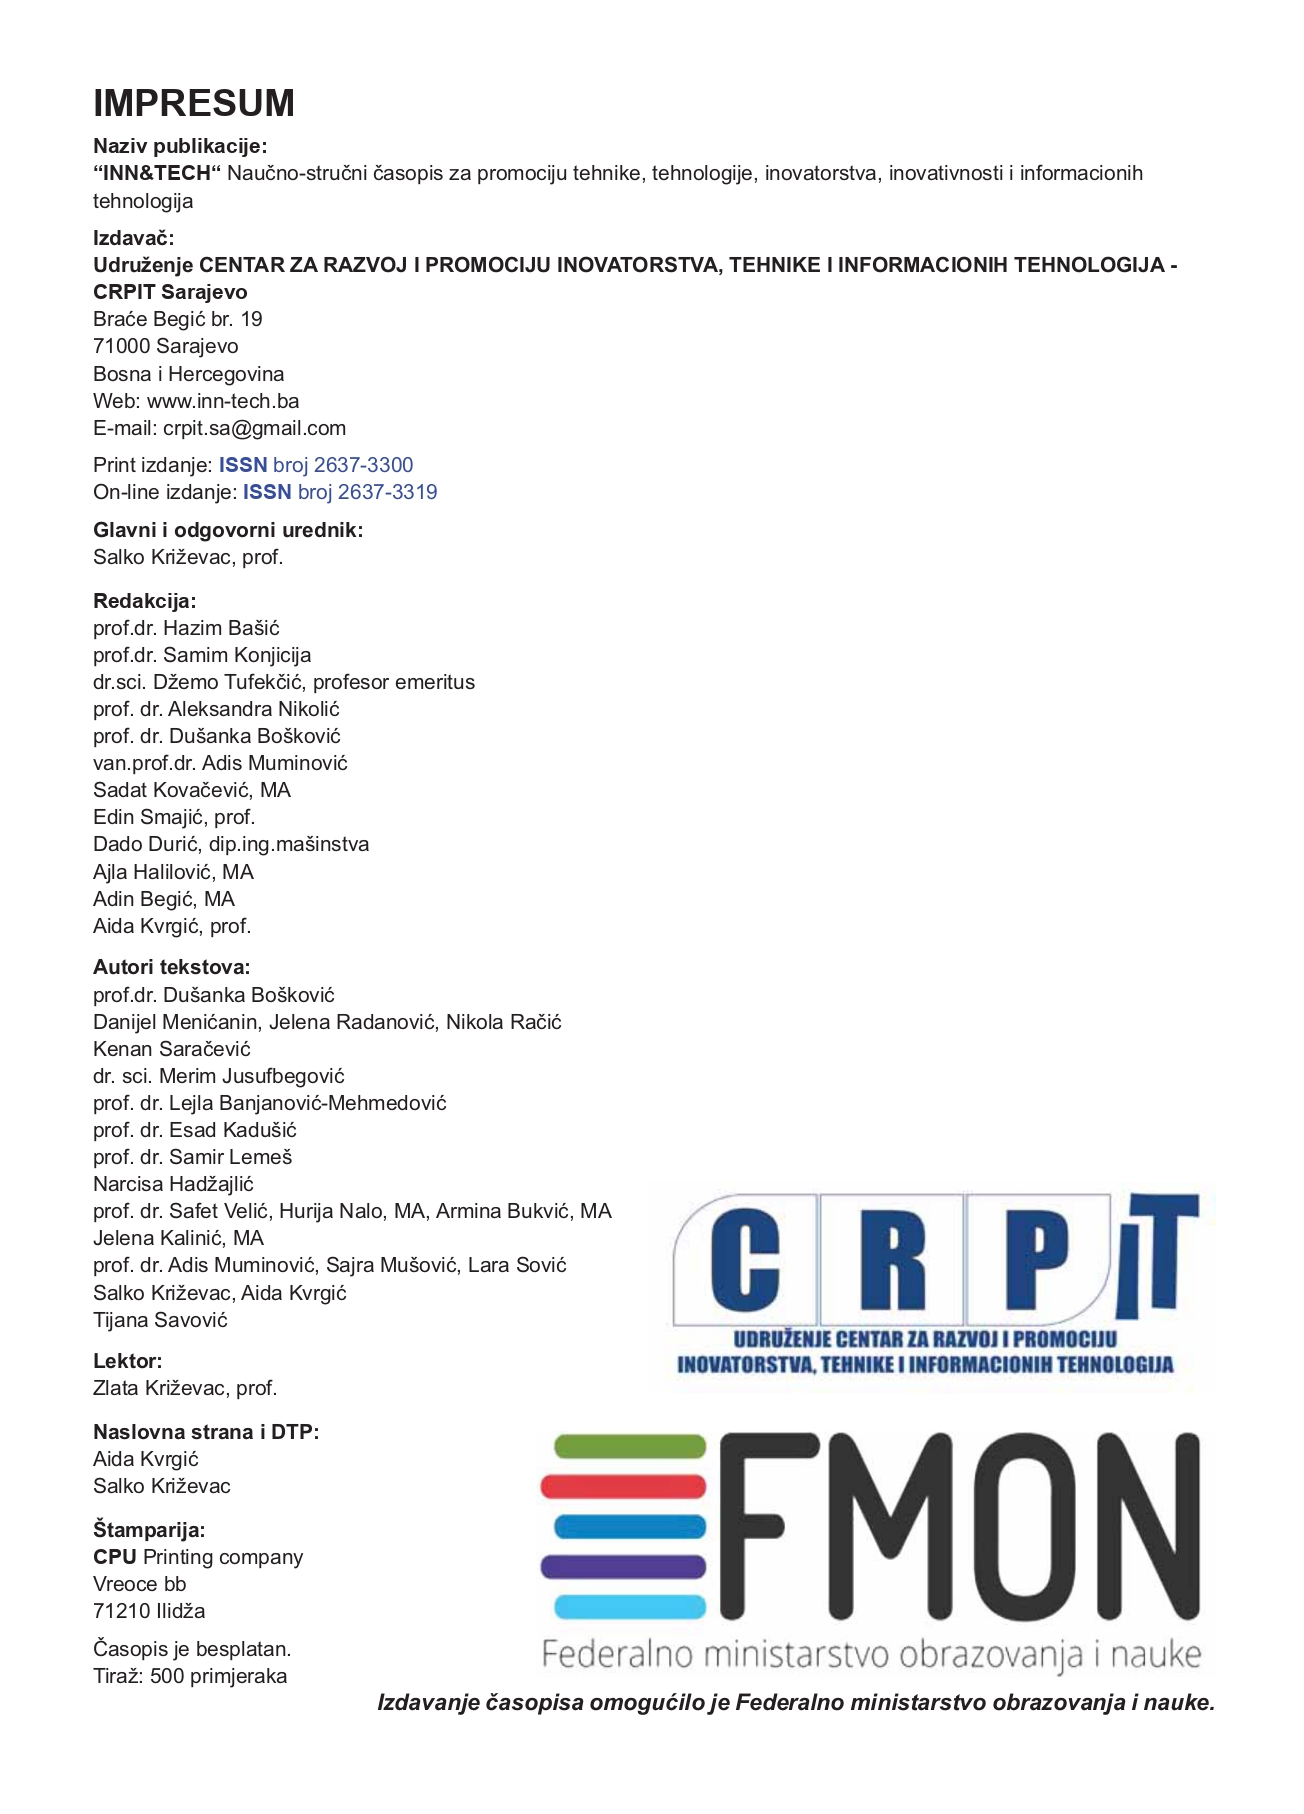 IMPRESUM
Naziv publikacije:
“INN&TECH“ Naučno-stručni časopis za promociju tehnike, tehnologije, inovatorstva, inovativnosti i informacionih
tehnologija
Izdavač:
Udruženje CENTAR ZA RAZVOJ I PROMOCIJU INOVATORSTVA, TEHNIKE I INFORMACIONIH TEHNOLOGIJA -
CRPIT Sarajevo
Braće Begić br. 19
71000 Sarajevo
Bosna i Hercegovina
Web: www.inn-tech.ba
E-mail: crpit.sa@gmail.com
Print izdanje: ISSN broj 2637-3300
On-line izdanje: ISSN broj 2637-3319
Glavni i odgovorni urednik:
Salko Križevac, prof.
Redakcija:
prof.dr. Hazim Bašić
prof.dr. Samim Konjicija
dr.sci. Džemo Tufekčić, profesor emeritus
prof. dr. Aleksandra Nikolić
prof. dr. Dušanka Bošković
van.prof.dr. Adis Muminović
Sadat Kovačević, MA
Edin Smajić, prof.
Dado Durić, dip.ing.mašinstva
Ajla Halilović, MA
Adin Begić, MA
Aida Kvrgić, prof.
Autori tekstova:
prof.dr. Dušanka Bošković
Danijel Menićanin, Jelena Radanović, Nikola Račić
Kenan Saračević
dr. sci. Merim Jusufbegović
prof. dr. Lejla Banjanović-Mehmedović
prof. dr. Esad Kadušić
prof. dr. Samir Lemeš
Narcisa Hadžajlić
prof. dr. Safet Velić, Hurija Nalo, MA, Armina Bukvić, MA
Jelena Kalinić, MA
prof. dr. Adis Muminović, Sajra Mušović, Lara Sović
Salko Križevac, Aida Kvrgić
Tijana Savović
Lektor:
Zlata Križevac, prof.
Naslovna strana i DTP:
Aida Kvrgić
Salko Križevac
Štamparija:
CPU Printing company
Vreoce bb
71210 Ilidža
Časopis je besplatan.
Tiraž: 500 primjeraka
CRPIT
UDRUŽENJE CENTAR ZA RAZVOJ I PROMOCIJU
INOVATORSTVA, TEHNIKE I INFORMACIONIH TEHNOLOGIJA
FMON
Federalno ministarstvo obrazovanja i nauke
Izdavanje časopisa omogućilo je Federalno ministarstvo obrazovanja i nauke.